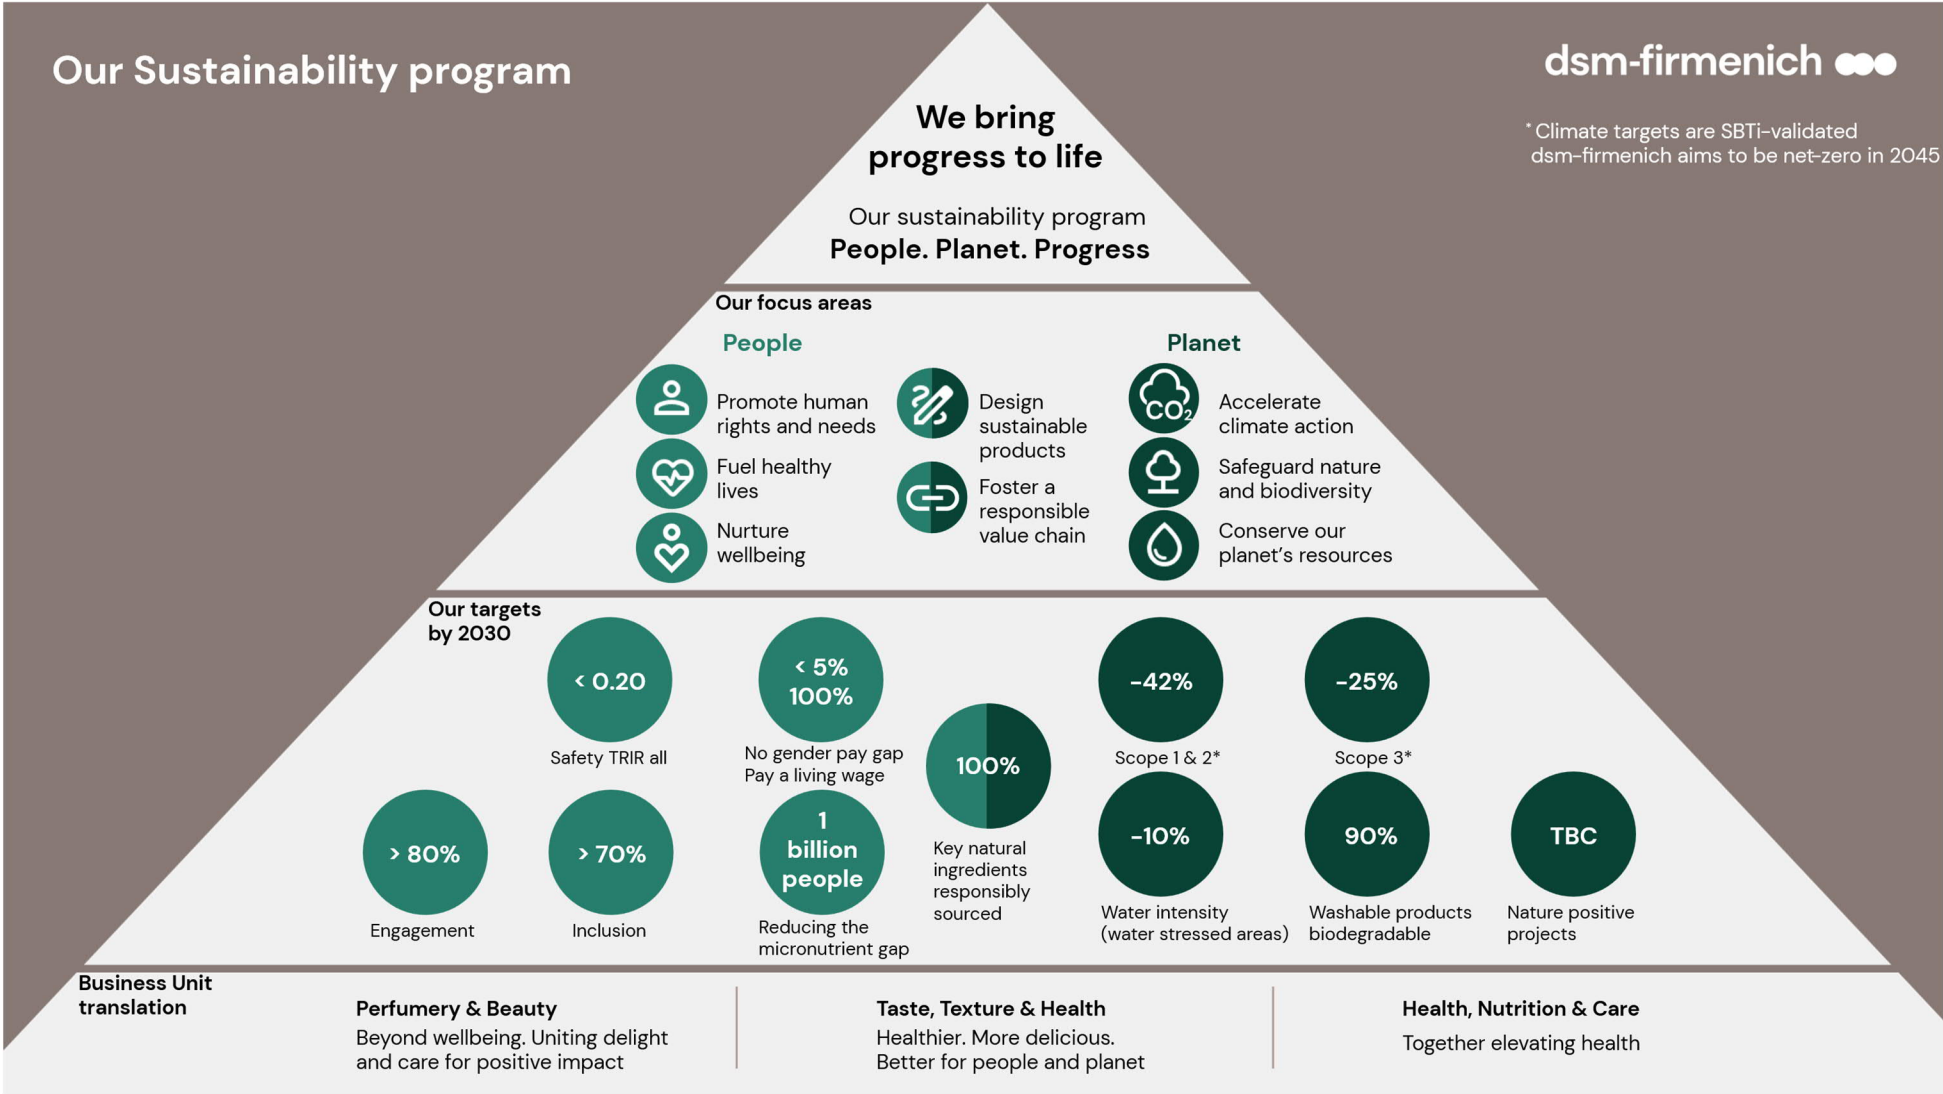 Our Sustainability program
dsm-firmenich
* Climate targets are SBTi-validated
dsm-firmenich aims to be net-zero in 2045
We bring
progress to life
Our sustainability program
People. Planet. Progress
Our focus areas
People
Promote human
rights and needs
Fuel healthy
lives
Nurture
wellbeing
Design
sustainable
products
Foster a
responsible
value chain
Planet
CO₂
Accelerate
climate action
Safeguard nature
and biodiversity
Conserve our
planet's resources
Our targets
by 2030
< 0.20
Safety TRIR all
< 5%
100%
No gender pay gap
Pay a living wage
> 80%
Engagement
> 70%
Inclusion
1
billion
people
Reducing the
micronutrient gap
100%
Key natural
ingredients
responsibly
sourced
-42%
Scope 1 & 2*
-25%
Scope 3*
-10%
Water intensity
(water stressed areas)
90%
Washable products
biodegradable
TBC
Nature positive
projects
Business Unit
translation
Perfumery & Beauty
Beyond wellbeing. Uniting delight
and care for positive impact
Taste, Texture & Health
Healthier. More delicious.
Better for people and planet
Health, Nutrition & Care
Together elevating health